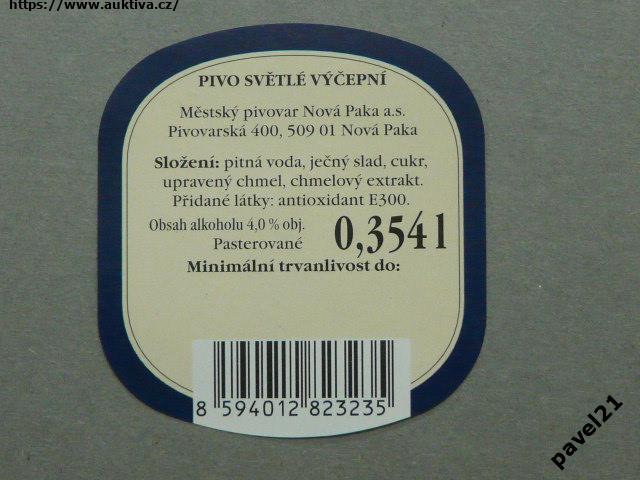 https://www.auktiva.cz/
PIVO SVĚTLÉ VÝČEPNÍ
Městský pivovar Nová Paka a.s.
Pivovarská 400, 509 01 Nová Paka
Složení: pitná voda, ječný slad, cukr,
upravený chmel, chmelový extrakt.
Přidané látky: antioxidant E300.
Obsah alkoholu 4,0 % obj.
Pasterované
0,354 l
Minimální trvanlivost do:
8 594012 823235
pavel21